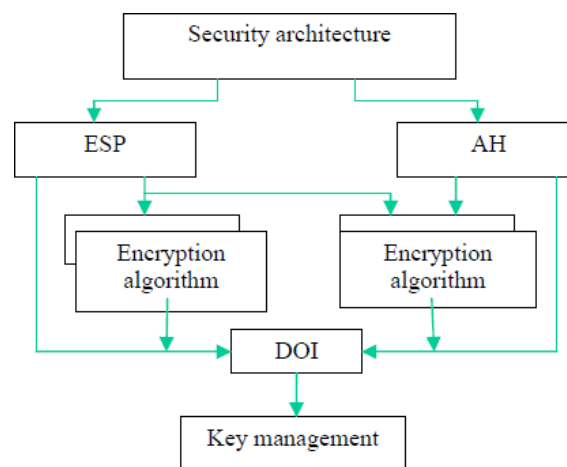 Security architecture
ESP
AH
Encryption
algorithm
Encryption
algorithm
DOI
Key management